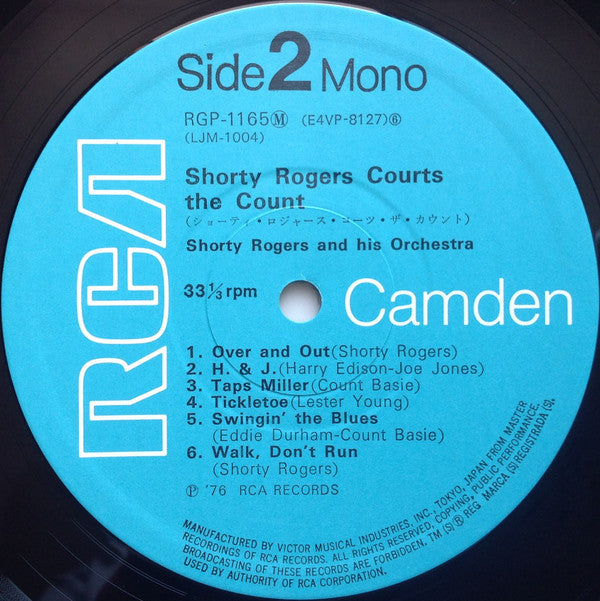 Side 2 Mono
RGP-1165Ⓜ (E4VP-8127)⑥
(LJM-1004)
Shorty Rogers Courts
the Count
(ショーティ・ロジャース・コーツ・ザ・カウント)
Shorty Rogers and his Orchestra
33⅓ rpm
RCA
Camden
1. Over and Out (Shorty Rogers)
2. H. & J. (Harry Edison-Joe Jones)
3. Taps Miller (Count Basie)
4. Tickletoe (Lester Young)
5. Swingin' the Blues
(Eddie Durham-Count Basie)
6. Walk, Don't Run
(Shorty Rogers)
Ⓟ '76 RCA RECORDS
MANUFACTURED BY VICTOR MUSICAL INDUSTRIES, INC., TOKYO, JAPAN FROM MASTER
RECORDINGS OF RCA RECORDS. ALL RIGHTS RESERVED, COPYING, PUBLIC PERFORMANCE,
BROADCASTING OF THESE RECORDS ARE FORBIDDEN. TM (S) Ⓡ REG MARCA (S) REGISTRADA (S).
USED BY AUTHORITY OF RCA CORPORATION.